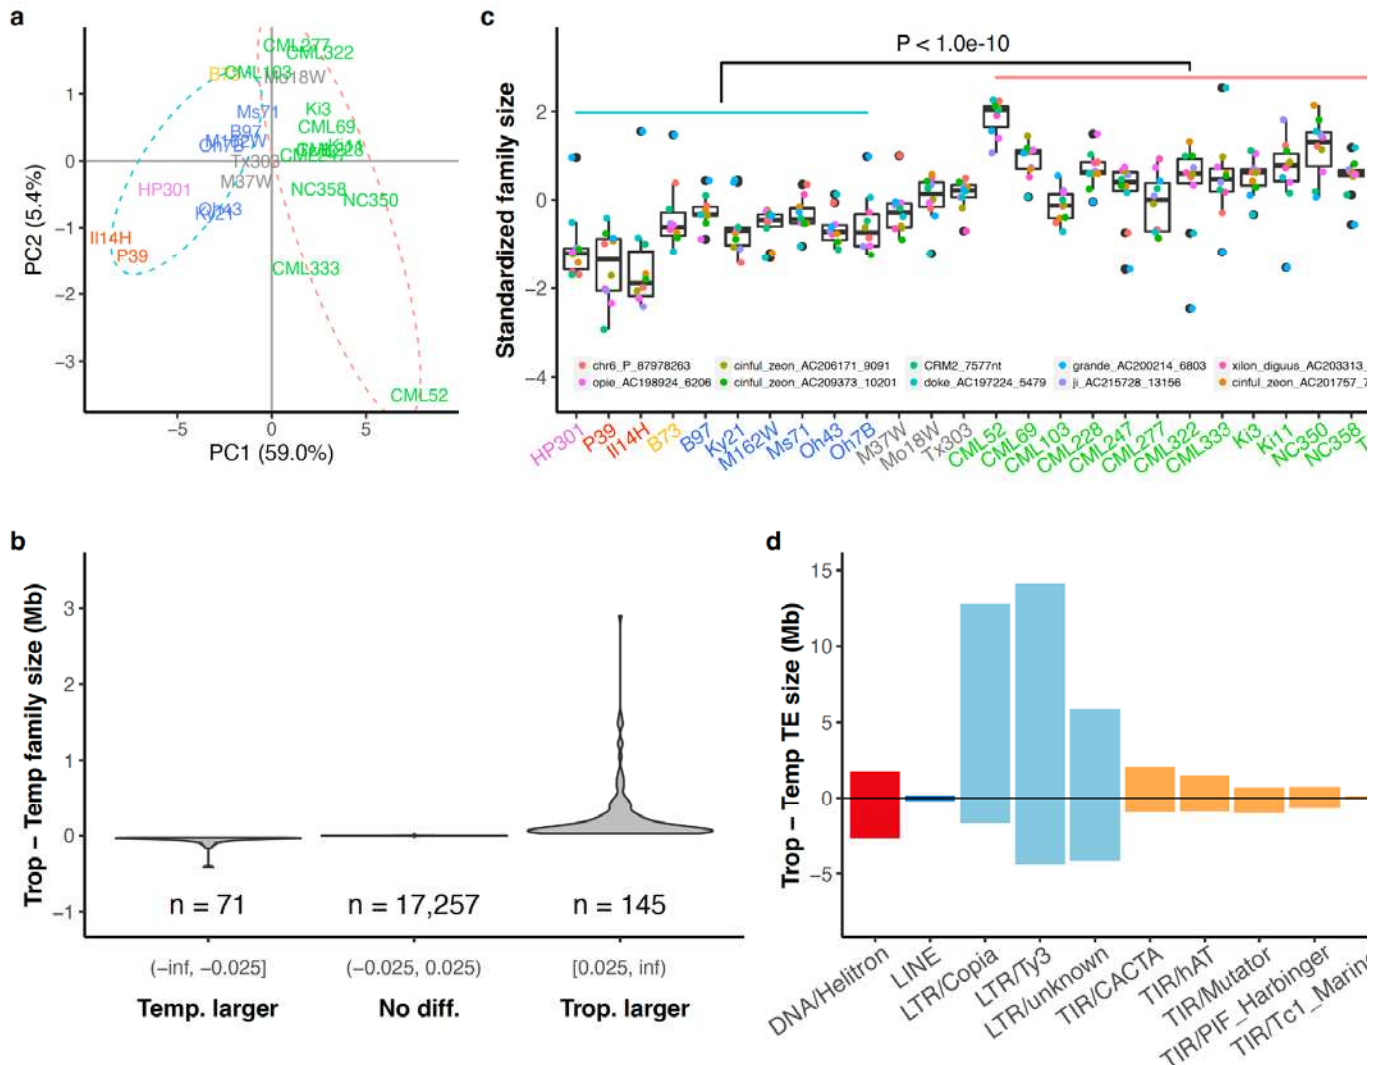 a
PC2 (5.4%)
1
0
−1
−2
−3
CML277
CML322
B73
CML103
Mo18W
Ms71
Ki3
B97
CML69
M162W
Oh7B
Ki11
CML228
CML247
Tx303
M37W
HP301
NC358
NC350
Oh43
Ky21
Il14H
P39
CML333
CML52
−5
0
5
PC1 (59.0%)
c
P < 1.0e-10
Standardized family size
2
0
−2
−4
chr6_P_87978263
cinful_zeon_AC206171_9091
CRM2_7577nt
grande_AC200214_6803
xilon_diguus_AC203313_
opie_AC198924_6206
cinful_zeon_AC209373_10201
doke_AC197224_5479
ji_AC215728_13156
cinful_zeon_AC201757_7
HP301
P39
Il14H
B73
B97
Ky21
M162W
Ms71
Oh43
Oh7B
M37W
Mo18W
Tx303
CML52
CML69
CML103
CML228
CML247
CML277
CML322
CML333
Ki3
Ki11
NC350
NC358
b
Trop − Temp family size (Mb)
3
2
1
0
−1
n = 71
n = 17,257
n = 145
(−inf, −0.025]
(−0.025, 0.025)
[0.025, inf)
Temp. larger
No diff.
Trop. larger
d
Trop − Temp TE size (Mb)
15
10
5
0
−5
DNA/Helitron
LINE
LTR/Copia
LTR/Ty3
LTR/unknown
TIR/CACTA
TIR/hAT
TIR/Mutator
TIR/PIF_Harbinger
TIR/Tc1_Marin